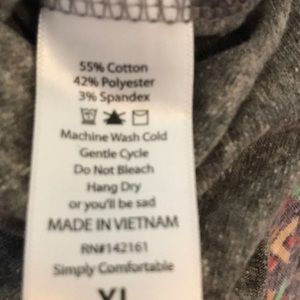 55% Cotton
42% Polyester
3% Spandex
Machine Wash Cold
Gentle Cycle
Do Not Bleach
Hang Dry
or you'll be sad
MADE IN VIETNAM
RN#142161
Simply Comfortable
XL